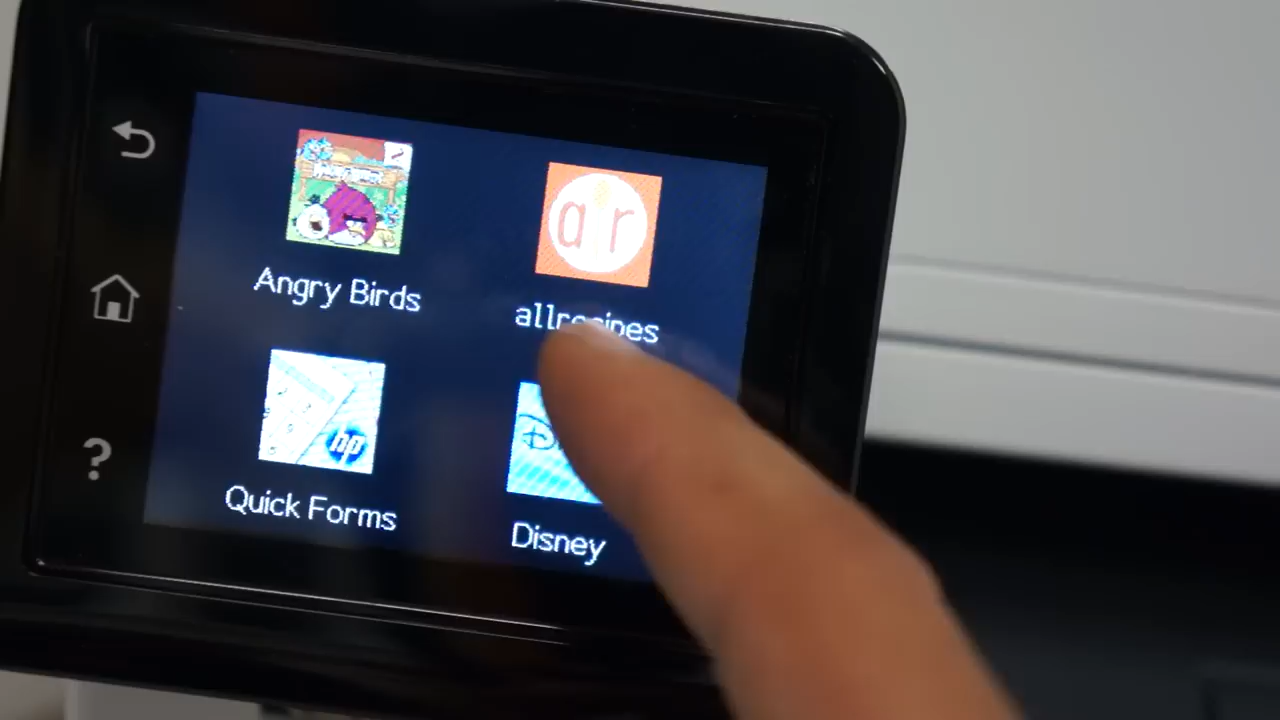 Angry Birds
ar
allrecipes
hp
Quick Forms
Disney
?